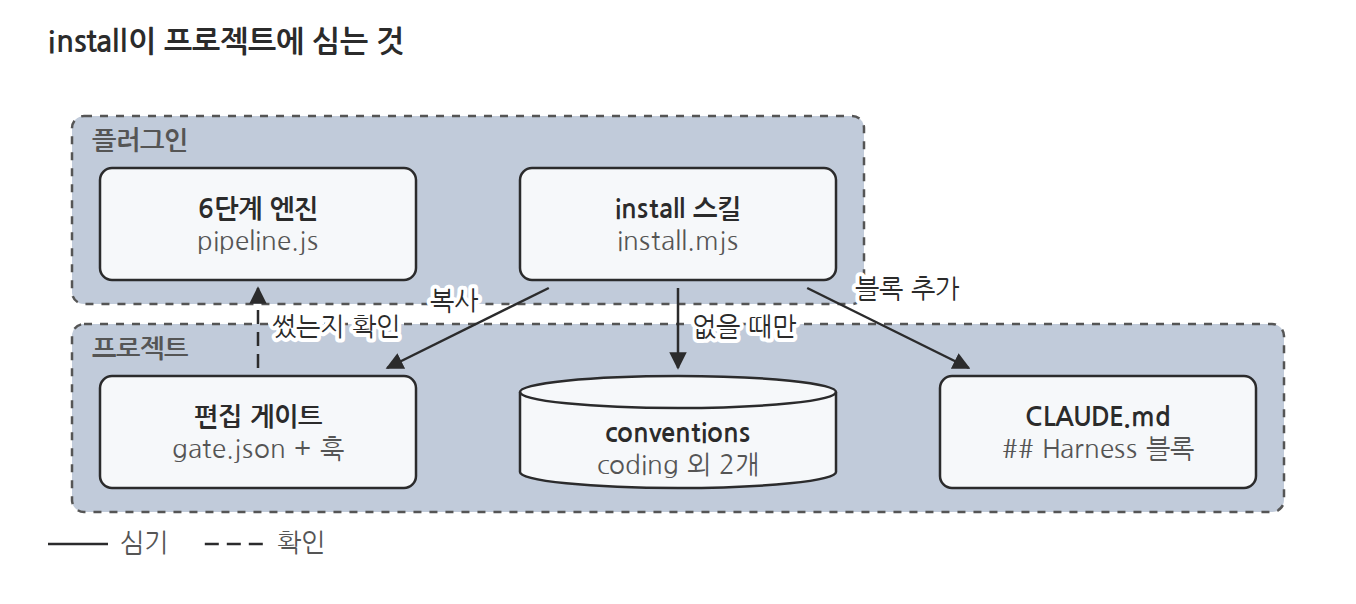 install이 프로젝트에 심는 것
플러그인
6단계 엔진
pipeline.js
install 스킬
install.mjs
복사
블록 추가
썼는지 확인
없을 때만
프로젝트
편집 게이트
gate.json + 훅
conventions
coding 외 2개
CLAUDE.md
## Harness 블록
심기
확인